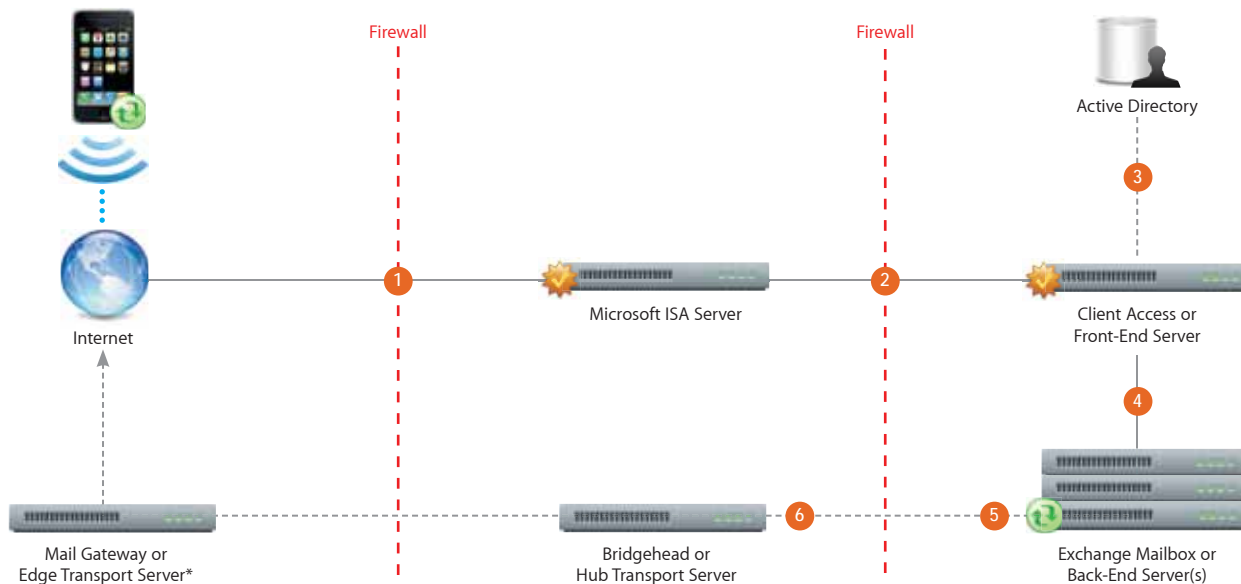 Firewall
Firewall
Active Directory
3
1
2
Microsoft ISA Server
Client Access or
Front-End Server
Internet
4
6
5
Mail Gateway or
Edge Transport Server*
Bridgehead or
Hub Transport Server
Exchange Mailbox or
Back-End Server(s)